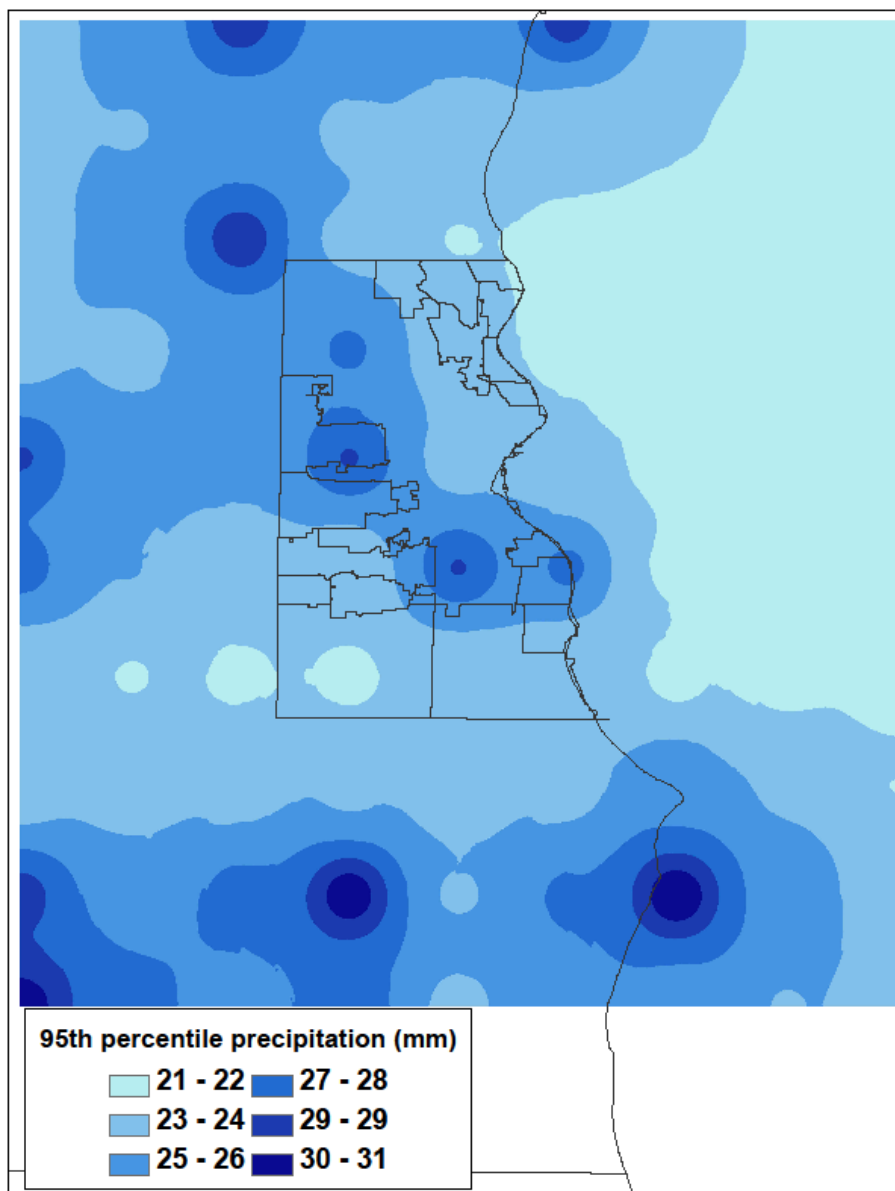 95th percentile precipitation (mm)
21 - 22 27 - 28
23 - 24 29 - 29
25 - 26 30 - 31